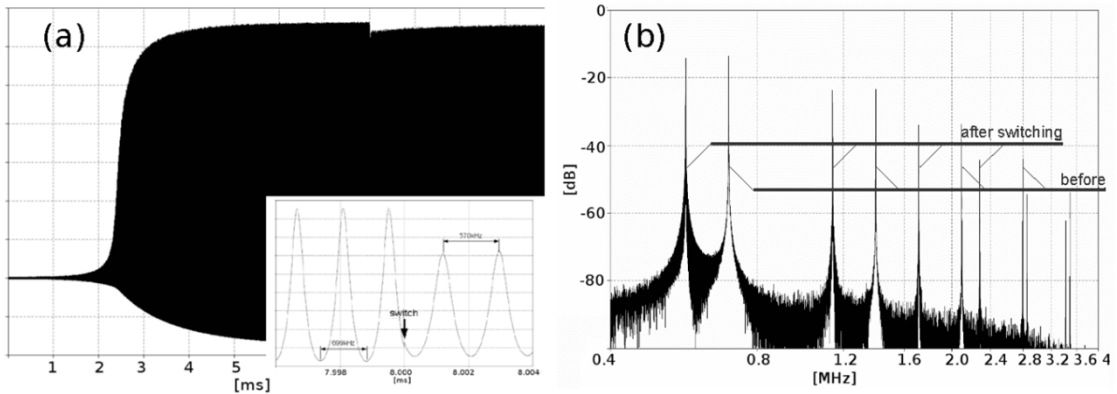 (a)
1 2 3 4 5
[ms]
570kHz
switch
699kHz
7.998 8.000 8.002 8.004
[ms]
(b)
0
-20
-40
-60
-80
[dB]
after switching
before
0.4 0.8 1.2 1.6 2.0 2.4 2.8 3.2 3.6 4
[MHz]